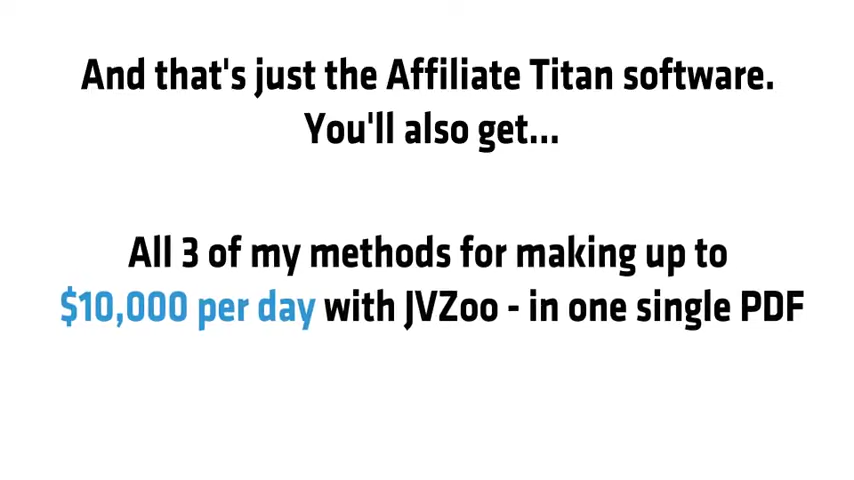 And that's just the Affiliate Titan software.
You'll also get...
All 3 of my methods for making up to
$10,000 per day with JVZoo - in one single PDF